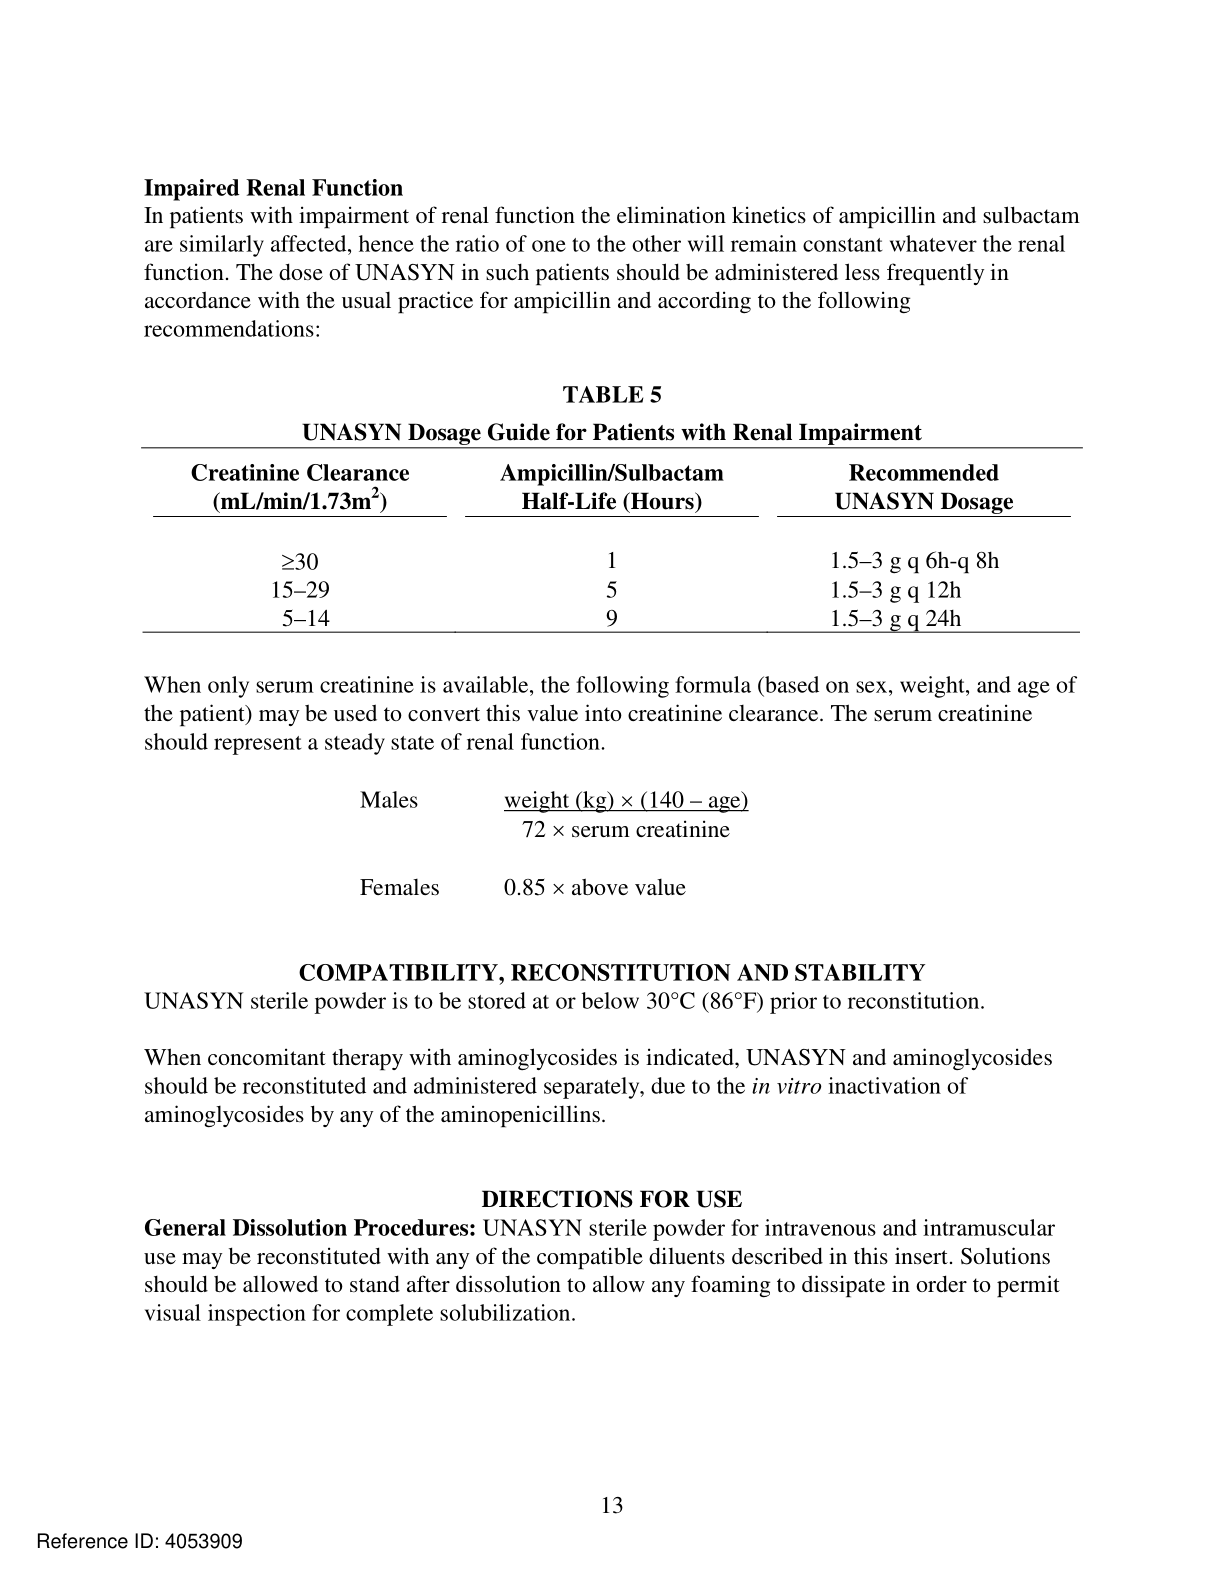 Impaired Renal Function
In patients with impairment of renal function the elimination kinetics of ampicillin and sulbactam
are similarly affected, hence the ratio of one to the other will remain constant whatever the renal
function. The dose of UNASYN in such patients should be administered less frequently in
accordance with the usual practice for ampicillin and according to the following
recommendations:
TABLE 5
UNASYN Dosage Guide for Patients with Renal Impairment
Creatinine Clearance Ampicillin/Sulbactam Recommended
(mL/min/1.73m²) Half-Life (Hours) UNASYN Dosage
≥30 1 1.5–3 g q 6h-q 8h
15–29 5 1.5–3 g q 12h
5–14 9 1.5–3 g q 24h
When only serum creatinine is available, the following formula (based on sex, weight, and age of
the patient) may be used to convert this value into creatinine clearance. The serum creatinine
should represent a steady state of renal function.
Males weight (kg) × (140 – age)
72 × serum creatinine
Females 0.85 × above value
COMPATIBILITY, RECONSTITUTION AND STABILITY
UNASYN sterile powder is to be stored at or below 30°C (86°F) prior to reconstitution.
When concomitant therapy with aminoglycosides is indicated, UNASYN and aminoglycosides
should be reconstituted and administered separately, due to the in vitro inactivation of
aminoglycosides by any of the aminopenicillins.
DIRECTIONS FOR USE
General Dissolution Procedures: UNASYN sterile powder for intravenous and intramuscular
use may be reconstituted with any of the compatible diluents described in this insert. Solutions
should be allowed to stand after dissolution to allow any foaming to dissipate in order to permit
visual inspection for complete solubilization.
13
Reference ID: 4053909